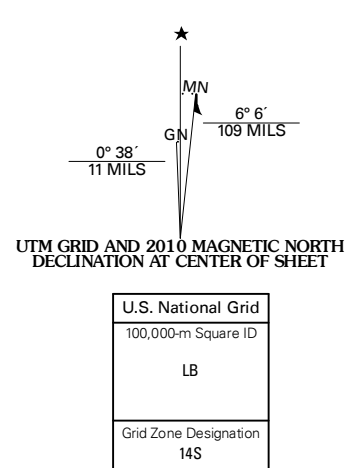 ★
MN
GN
6° 6´
109 MILS
0° 38´
11 MILS
UTM GRID AND 2010 MAGNETIC NORTH
DECLINATION AT CENTER OF SHEET
U.S. National Grid
100,000-m Square ID
LB
Grid Zone Designation
14S